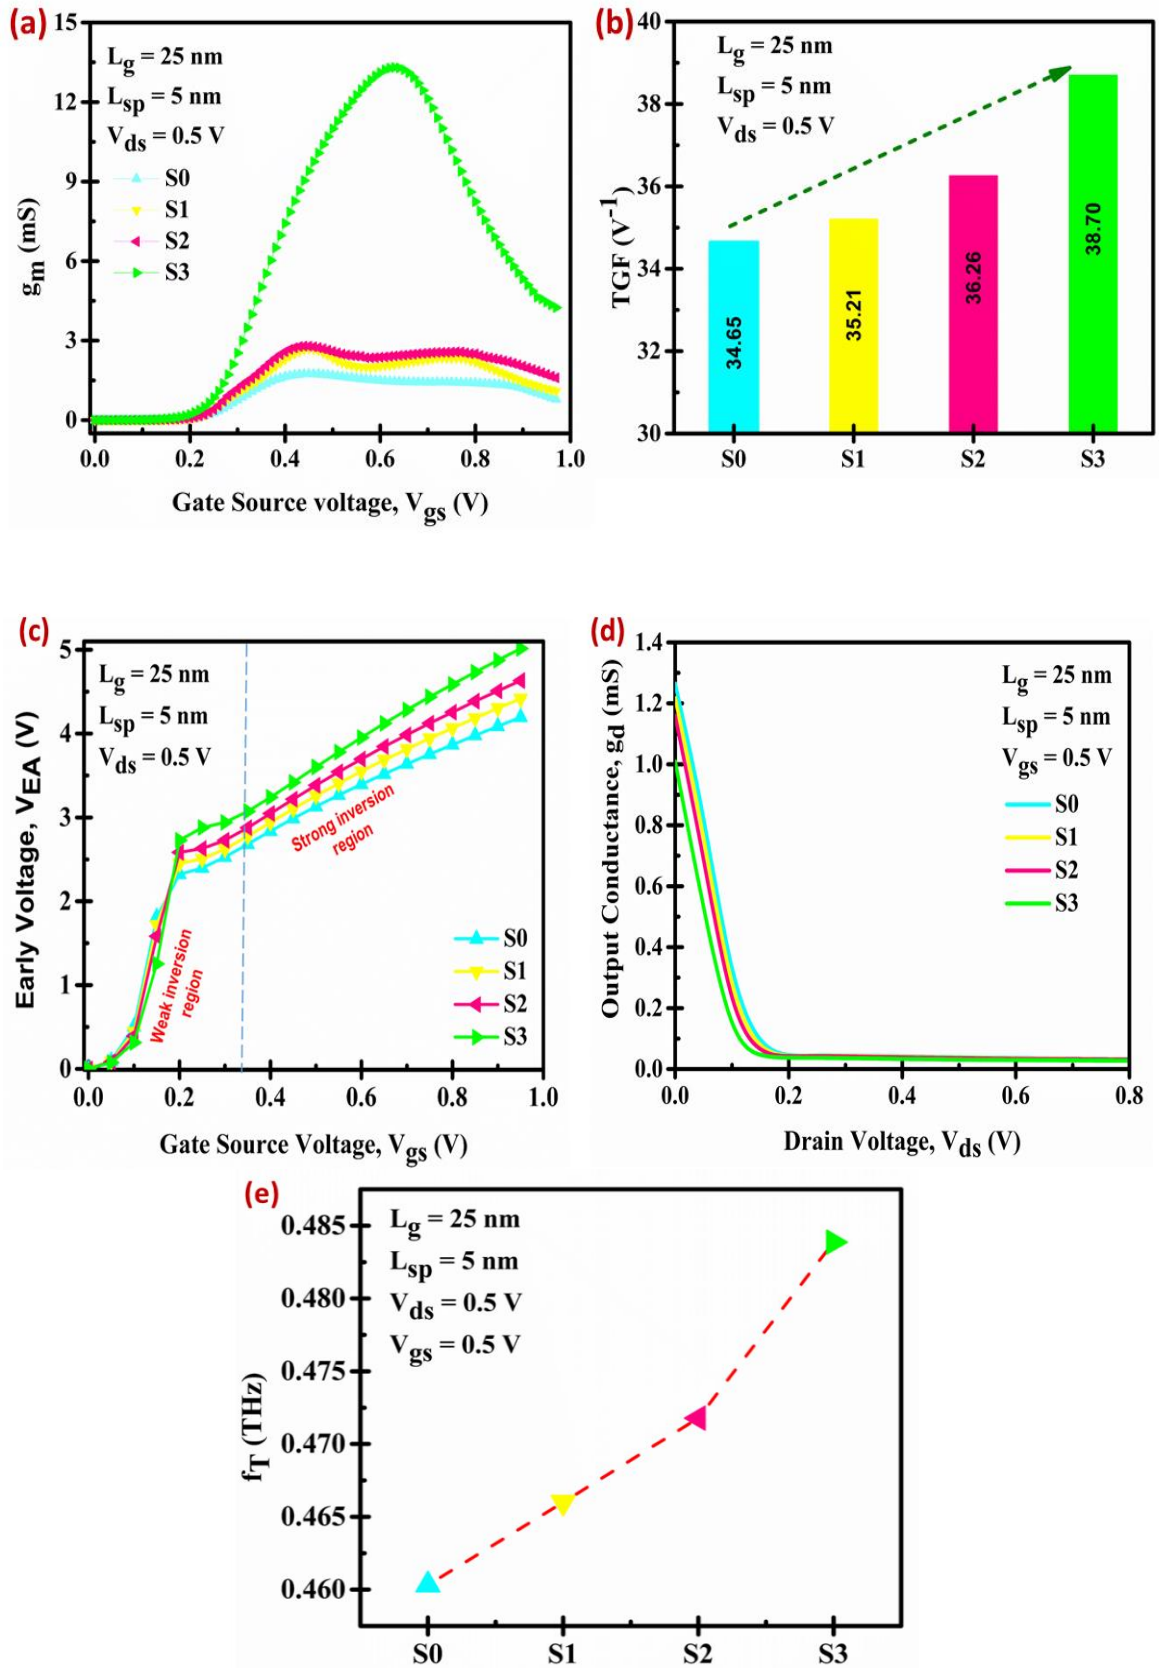 (a)
15
12
9
6
3
0
gm (mS)
Lg = 25 nm
Lsp = 5 nm
Vds = 0.5 V
S0
S1
S2
S3
0.0 0.2 0.4 0.6 0.8 1.0
Gate Source voltage, Vgs (V)
(b)
40
38
36
34
32
30
TGF (V-1)
Lg = 25 nm
Lsp = 5 nm
Vds = 0.5 V
34.65
35.21
36.26
38.70
S0 S1 S2 S3
(c)
5
4
3
2
1
0
Early Voltage, VEA (V)
Lg = 25 nm
Lsp = 5 nm
Vds = 0.5 V
Strong inversion
region
Weak inversion
region
S0
S1
S2
S3
0.0 0.2 0.4 0.6 0.8 1.0
Gate Source Voltage, Vgs (V)
(d)
1.4
1.2
1.0
0.8
0.6
0.4
0.2
0.0
Output Conductance, gd (mS)
Lg = 25 nm
Lsp = 5 nm
Vgs = 0.5 V
S0
S1
S2
S3
0.0 0.2 0.4 0.6 0.8
Drain Voltage, Vds (V)
(e)
0.485
0.480
0.475
0.470
0.465
0.460
fT (THz)
Lg = 25 nm
Lsp = 5 nm
Vds = 0.5 V
Vgs = 0.5 V
S0 S1 S2 S3